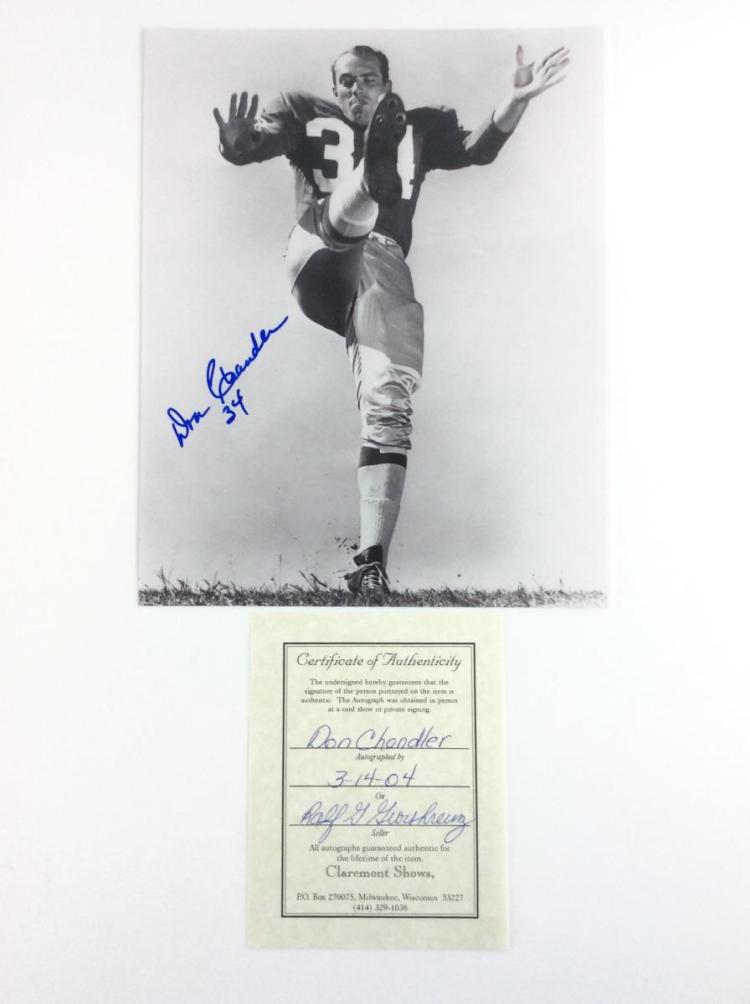 34
Don Chandler
34
Certificate of Authenticity
The undersigned hereby guarantees that the
signature of the person portrayed on the item is
authentic. The Autograph was obtained in person
at a card show or private signing.
Don Chandler
Autographed by
3-14-04
On
Ralf G
Seller
All autographs guaranteed authentic for
the lifetime of the item.
Claremont Shows,
P.O. Box 270075, Milwaukee, Wisconsin 53227
(414) 329-1038